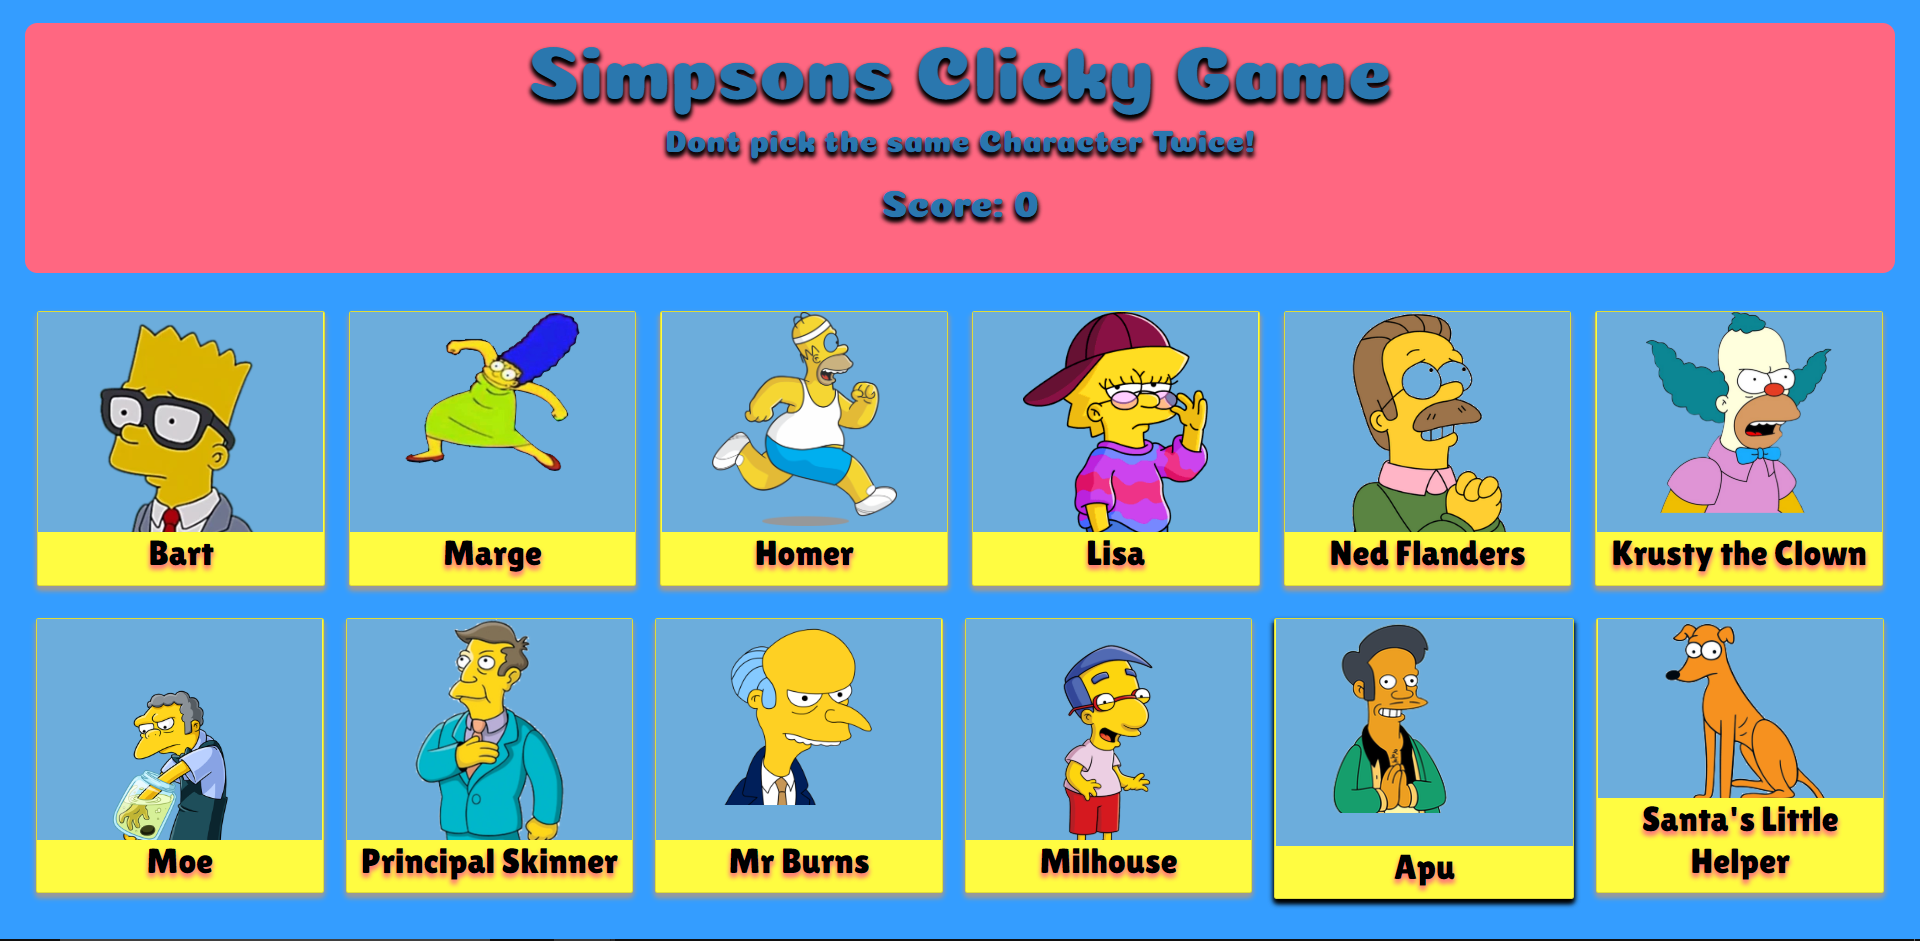 Simpsons Clicky Game
Dont pick the same Character Twice!
Score: 0
Bart
Marge
Homer
Lisa
Ned Flanders
Krusty the Clown
Moe
Principal Skinner
Mr Burns
Milhouse
Apu
Santa's Little
Helper